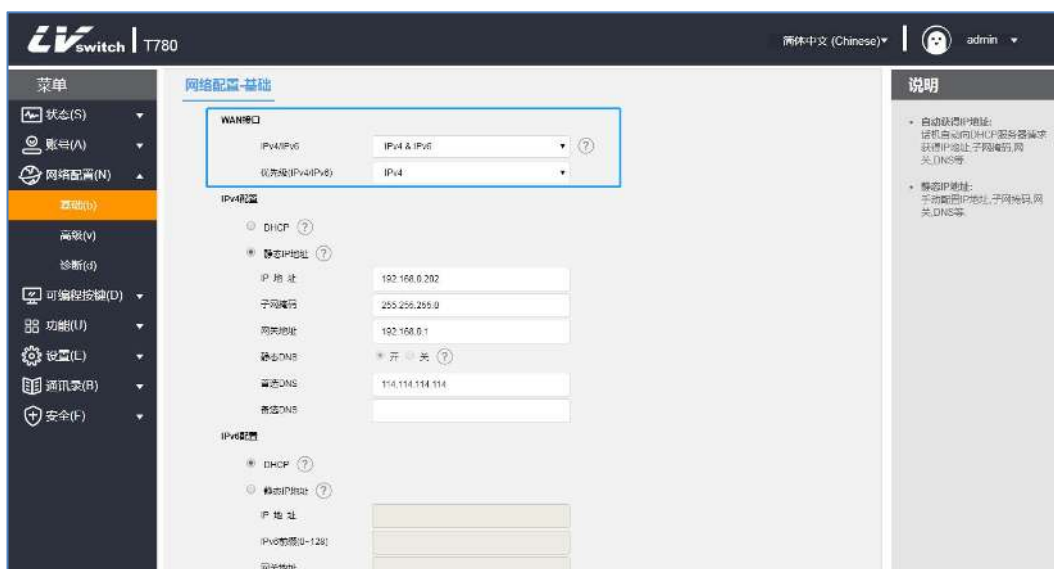 LVswitch T780
简体中文 (Chinese)
admin
菜单
状态(S)
账号(A)
网络配置(N)
基础(b)
高级(v)
诊断(d)
可编程按键(D)
功能(U)
设置(E)
通讯录(B)
安全(F)
网络配置-基础
WAN接口
IPv4/IPv6 IPv4 & IPv6 ?
优先级(IPv4/IPv6) IPv4
IPv4配置
DHCP ?
静态IP地址 ?
IP 地 址 192.168.0.202
子网掩码 255.255.255.0
网关地址 192.168.0.1
静态DNS 开 关 ?
首选DNS 114.114.114.114
备选DNS
IPv6配置
DHCP ?
静态IP地址 ?
IP 地 址
IPv6前缀(0~128)
网关地址
说明
自动获得IP地址:
话机自动向DHCP服务器请求
获得IP地址,子网掩码,网
关,DNS等.
静态IP地址:
手动配置IP地址,子网掩码,网
关,DNS等.